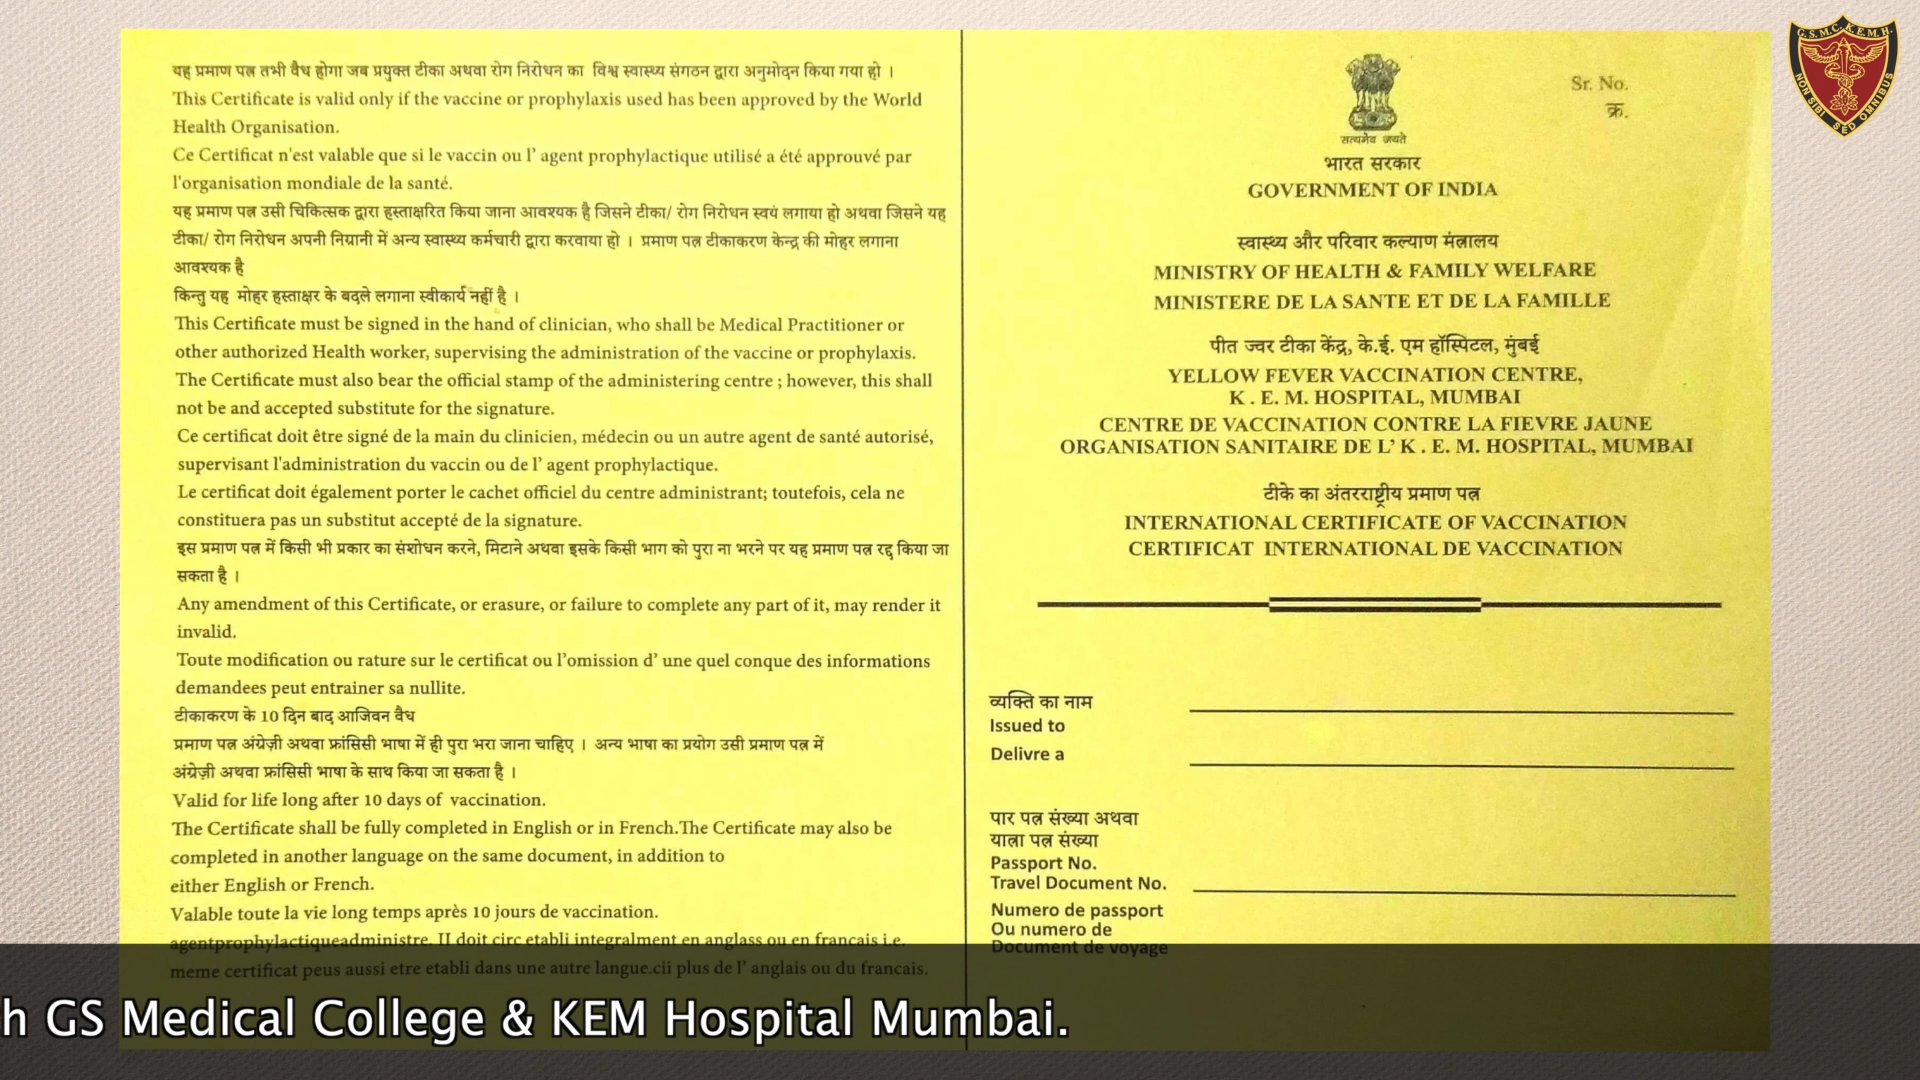 यह प्रमाण पत्र तभी वैध होगा जब प्रयुक्त टीका अथवा रोग निरोधन का विश्व स्वास्थ्य संगठन द्वारा अनुमोदन किया गया हो ।
This Certificate is valid only if the vaccine or prophylaxis used has been approved by the World
Health Organisation.
Ce Certificat n'est valable que si le vaccin ou l' agent prophylactique utilisé a été approuvé par
l'organisation mondiale de la santé.
यह प्रमाण पत्र उसी चिकित्सक द्वारा हस्ताक्षरित किया जाना आवश्यक है जिसने टीका/ रोग निरोधन स्वयं लगाया हो अथवा जिसने यह
टीका/ रोग निरोधन अपनी निग्रानी में अन्य स्वास्थ्य कर्मचारी द्वारा करवाया हो । प्रमाण पत्र टीकाकरण केन्द्र की मोहर लगाना
आवश्यक है
किन्तु यह मोहर हस्ताक्षर के बदले लगाना स्वीकार्य नहीं है ।
This Certificate must be signed in the hand of clinician, who shall be Medical Practitioner or
other authorized Health worker, supervising the administration of the vaccine or prophylaxis.
The Certificate must also bear the official stamp of the administering centre ; however, this shall
not be and accepted substitute for the signature.
Ce certificat doit être signé de la main du clinicien, médecin ou un autre agent de santé autorisé,
supervisant l'administration du vaccin ou de l' agent prophylactique.
Le certificat doit également porter le cachet officiel du centre administrant; toutefois, cela ne
constituera pas un substitut accepté de la signature.
इस प्रमाण पत्र में किसी भी प्रकार का संशोधन करने, मिटाने अथवा इसके किसी भाग को पुरा ना भरने पर यह प्रमाण पत्र रद्द किया जा
सकता है ।
Any amendment of this Certificate, or erasure, or failure to complete any part of it, may render it
invalid.
Toute modification ou rature sur le certificat ou l'omission d' une quel conque des informations
demandees peut entrainer sa nullite.
टीकाकरण के 10 दिन बाद आजिवन वैध
प्रमाण पत्र अंग्रेज़ी अथवा फ्रांसिसी भाषा में ही पुरा भरा जाना चाहिए । अन्य भाषा का प्रयोग उसी प्रमाण पत्र में
अंग्रेज़ी अथवा फ्रांसिसी भाषा के साथ किया जा सकता है ।
Valid for life long after 10 days of vaccination.
The Certificate shall be fully completed in English or in French.The Certificate may also be
completed in another language on the same document, in addition to
either English or French.
Valable toute la vie long temps après 10 jours de vaccination.
agentprophylactiqueadministre. II doit circ etabli integralment en anglass ou en francais i.e.
meme certificat peus aussi etre etabli dans une autre langue.cii plus de l' anglais ou du francais.
Sr. No.
क्र.
सत्यमेव जयते
भारत सरकार
GOVERNMENT OF INDIA
स्वास्थ्य और परिवार कल्याण मंत्रालय
MINISTRY OF HEALTH & FAMILY WELFARE
MINISTERE DE LA SANTE ET DE LA FAMILLE
पीत ज्वर टीका केंद्र, के.ई. एम हॉस्पिटल, मुंबई
YELLOW FEVER VACCINATION CENTRE,
K . E. M. HOSPITAL, MUMBAI
CENTRE DE VACCINATION CONTRE LA FIEVRE JAUNE
ORGANISATION SANITAIRE DE L' K . E. M. HOSPITAL, MUMBAI
टीके का अंतरराष्ट्रीय प्रमाण पत्र
INTERNATIONAL CERTIFICATE OF VACCINATION
CERTIFICAT INTERNATIONAL DE VACCINATION
व्यक्ति का नाम
Issued to
Delivre a
पार पत्र संख्या अथवा
यात्रा पत्र संख्या
Passport No.
Travel Document No.
Numero de passport
Ou numero de
Document de voyage
G.S.M.C.K.E.M.H.
NON SIBI SED OMNIBUS
h GS Medical College & KEM Hospital Mumbai.